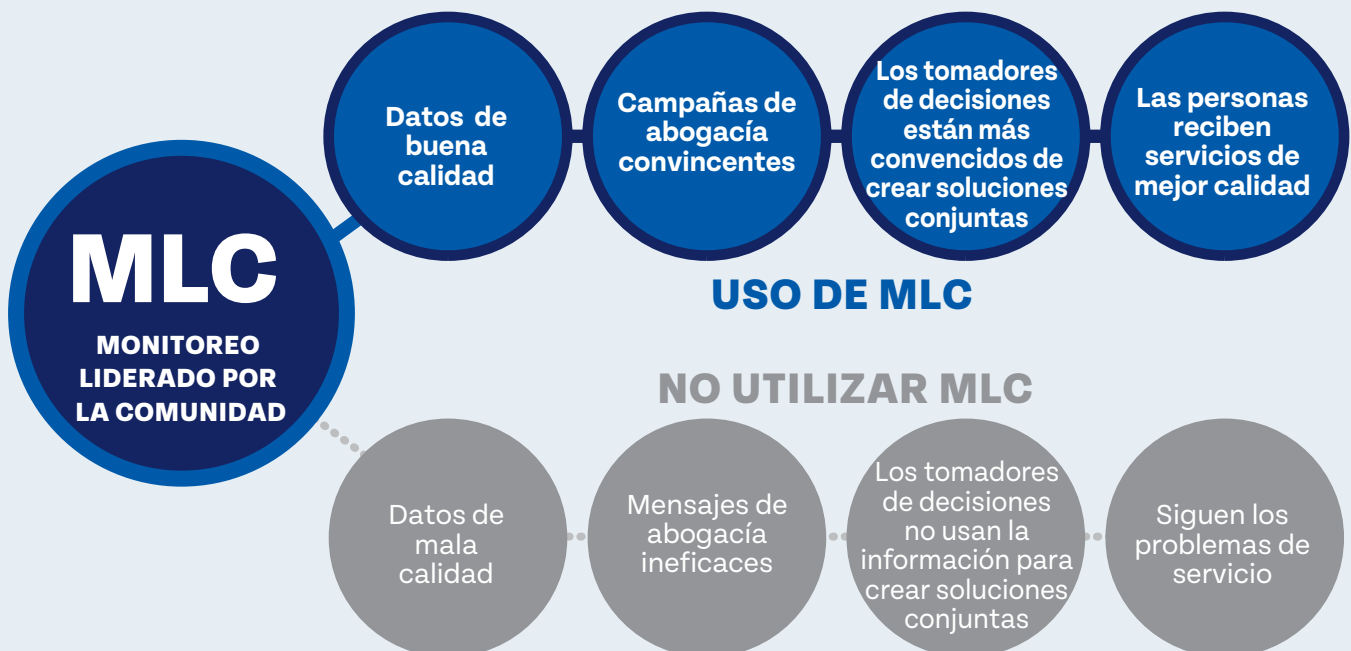 MLC
MONITOREO
LIDERADO POR
LA COMUNIDAD
Datos de
buena
calidad
Campañas de
abogacía
convincentes
Los tomadores
de decisiones
están más
convencidos de
crear soluciones
conjuntas
Las personas
reciben
servicios de
mejor calidad
USO DE MLC
NO UTILIZAR MLC
Datos de
mala
calidad
Mensajes de
abogacía
ineficaces
Los tomadores
de decisiones
no usan la
información para
crear soluciones
conjuntas
Siguen los
problemas de
servicio